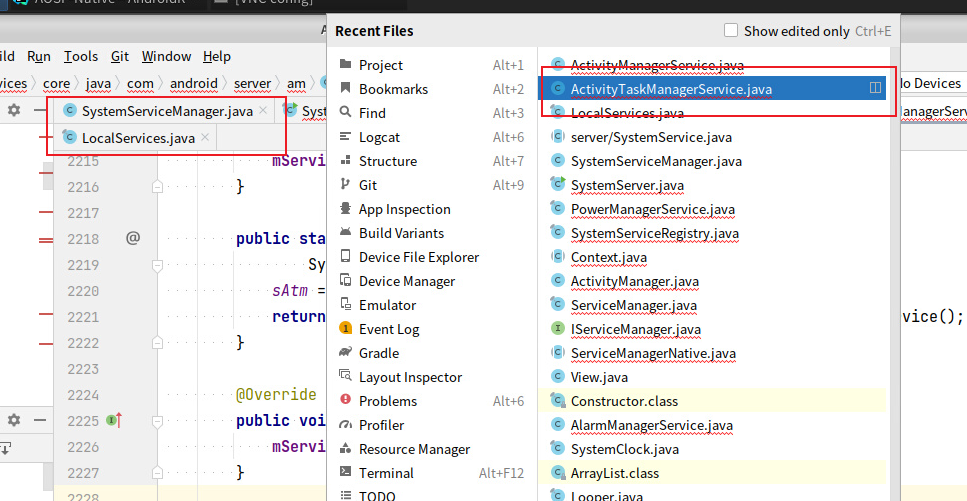 AOSP Native - AndroidR
[VNC config]
Recent Files
Show edited only Ctrl+E
Run Tools Git Window Help
core java com android server am
No Devices
SystemServiceManager.java
LocalServices.java
2215 mServi
2216 }
2217
2218 @ public sta
2219 Sy
2220 sAtm =
2221 return
vice();
2222 }
2223
2224 @Override
2225 public voi
2226 mServi
2227 }
2228
Project Alt+1
Bookmarks Alt+2
Find Alt+3
Logcat Alt+6
Structure Alt+7
Git Alt+9
App Inspection
Build Variants
Device File Explorer
Device Manager
Emulator
Event Log
Gradle
Layout Inspector
Problems Alt+6
Profiler
Resource Manager
Terminal Alt+F12
TODO
ActivityManagerService.java
ActivityTaskManagerService.java
LocalServices.java
server/SystemService.java
SystemServiceManager.java
SystemServer.java
PowerManagerService.java
SystemServiceRegistry.java
Context.java
ActivityManager.java
ServiceManager.java
IServiceManager.java
ServiceManagerNative.java
View.java
Constructor.class
AlarmManagerService.java
SystemClock.java
ArrayList.class
Looper.java